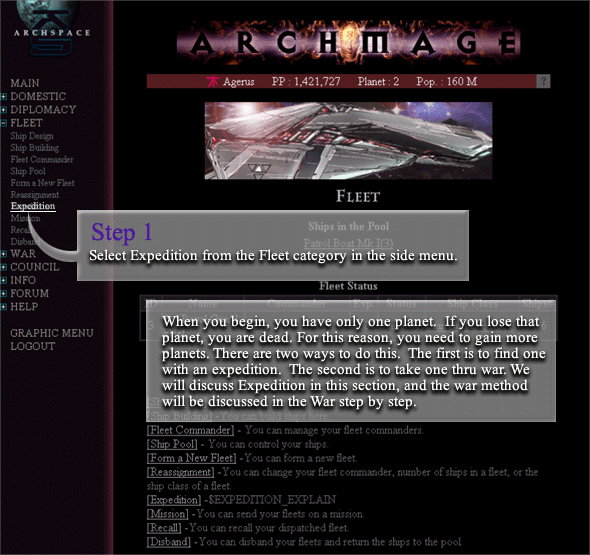 ARCHSPACE
ARCHMAGE
Agerus PP : 1,421,727 Planet : 2 Pop. : 160 M ?
MAIN
DOMESTIC
DIPLOMACY
FLEET
Ship Design
Ship Building
Fleet Commander
Ship Pool
Form a New Fleet
Reassignment
Expedition
Mission
Recall
Disband
WAR
COUNCIL
INFO
FORUM
HELP
GRAPHIC MENU
LOGOUT
FLEET
Ships in the Pool
Patrol Boat Mk.I(3)
Step 1
Select Expedition from the Fleet category in the side menu.
Fleet Status
ID Name Commander Exp Status Ship Class Ships
When you begin, you have only one planet. If you lose that
planet, you are dead. For this reason, you need to gain more
planets. There are two ways to do this. The first is to find one
with an expedition. The second is to take one thru war. We
will discuss Expedition in this section, and the war method
will be discussed in the War step by step.
[Ship Building] - You can build ships here.
[Fleet Commander] - You can manage your fleet commanders.
[Ship Pool] - You can control your ships.
[Form a New Fleet] - You can form a new fleet.
[Reassignment] -You can change your fleet commander, number of ships in a fleet, or the
ship class of a fleet.
[Expedition] -$EXPEDITION_EXPLAIN
[Mission] - You can send your fleets on a mission.
[Recall] - You can recall your dispatched fleet.
[Disband] - You can disband your fleets and return the ships to the pool.